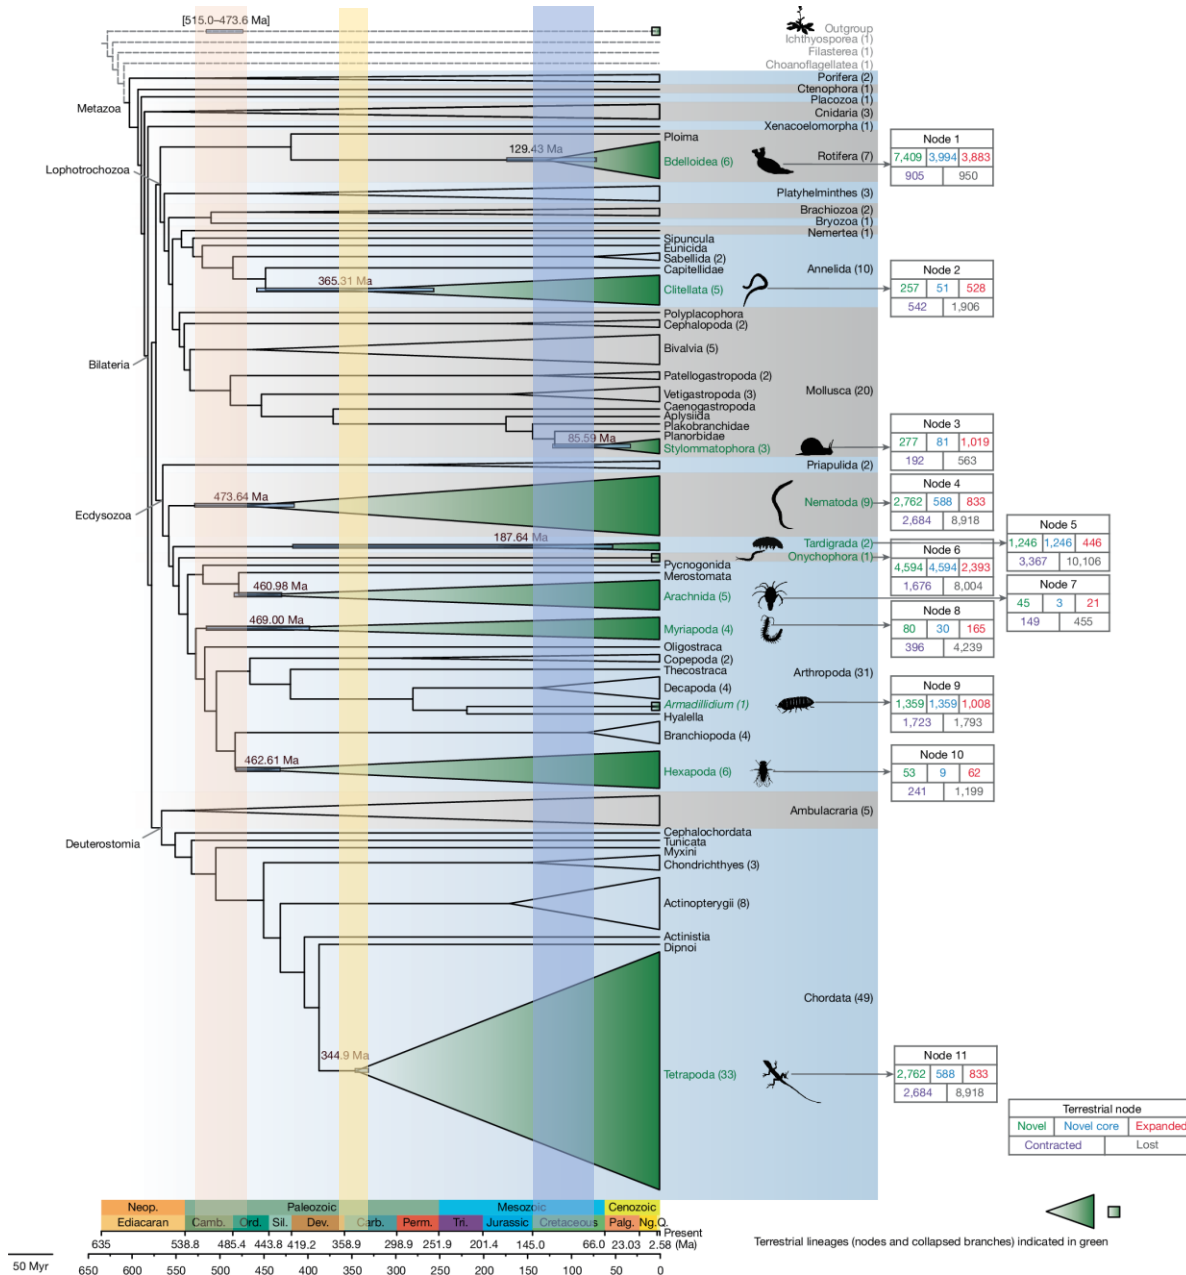 [515.0–473.6 Ma]
Outgroup
Ichthyosporea (1)
Filasterea (1)
Choanoflagellatea (1)
Porifera (2)
Ctenophora (1)
Metazoa
Placozoa (1)
Cnidaria (3)
Xenacoelomorpha (1)
Ploima
Node 1
129.43 Ma
Rotifera (7)
7,409 3,994 3,883
Bdelloidea (6)
Lophotrochozoa
905 950
Platyhelminthes (3)
Brachiozoa (2)
Bryozoa (1)
Nemertea (1)
Sipuncula
Eunicida
Sabellida (2)
Capitellidae
Annelida (10)
Node 2
365.31 Ma
Clitellata (5)
257 51 528
542 1,906
Polyplacophora
Cephalopoda (2)
Bivalvia (5)
Bilateria
Patellogastropoda (2)
Mollusca (20)
Vetigastropoda (3)
Caenogastropoda
Aplysiida
Plakobranchidae
Planorbidae
Node 3
85.59 Ma
277 81 1,019
Stylommatophora (3)
192 563
Priapulida (2)
Node 4
473.64 Ma
Nematoda (9)
2,762 588 833
Ecdysozoa
2,684 8,918
Node 5
187.64 Ma
Tardigrada (2)
1,246 1,246 446
Onychophora (1)
Node 6
3,367 10,106
4,594 4,594 2,393
Pycnogonida
Merostomata
1,676 8,004
Node 7
460.98 Ma
Arachnida (5)
45 3 21
Node 8
149 455
469.00 Ma
Myriapoda (4)
80 30 165
396 4,239
Oligostraca
Copepoda (2)
Thecostraca
Arthropoda (31)
Decapoda (4)
Node 9
Armadillidium (1)
1,359 1,359 1,008
Hyalella
1,723 1,793
Branchiopoda (4)
Node 10
462.61 Ma
Hexapoda (6)
53 9 62
241 1,199
Ambulacraria (5)
Deuterostomia
Cephalochordata
Tunicata
Myxini
Chondrichthyes (3)
Actinopterygii (8)
Actinistia
Dipnoi
Chordata (49)
344.9 Ma
Node 11
Tetrapoda (33)
2,762 588 833
2,684 8,918
Terrestrial node
Novel Novel core Expanded
Contracted Lost
Neop. Paleozoic Mesozoic Cenozoic
Ediacaran Camb. Ord. Sil. Dev. Carb. Perm. Tri. Jurassic Cretaceous Palg. Ng. Q.
Present
635 538.8 485.4 443.8 419.2 358.9 298.9 251.9 201.4 145.0 66.0 23.03 2.58 (Ma)
Terrestrial lineages (nodes and collapsed branches) indicated in green
50 Myr
650 600 550 500 450 400 350 300 250 200 150 100 50 0